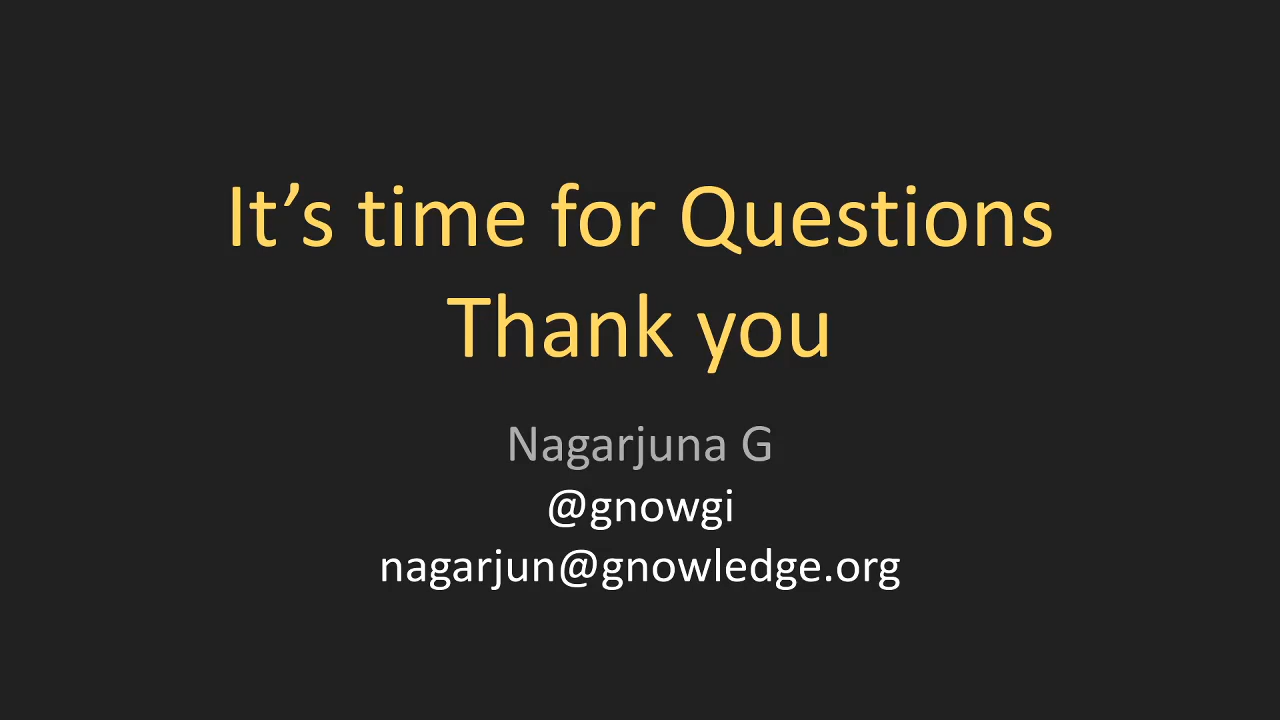 It’s time for Questions
Thank you
Nagarjuna G
@gnowgi
nagarjun@gnowledge.org